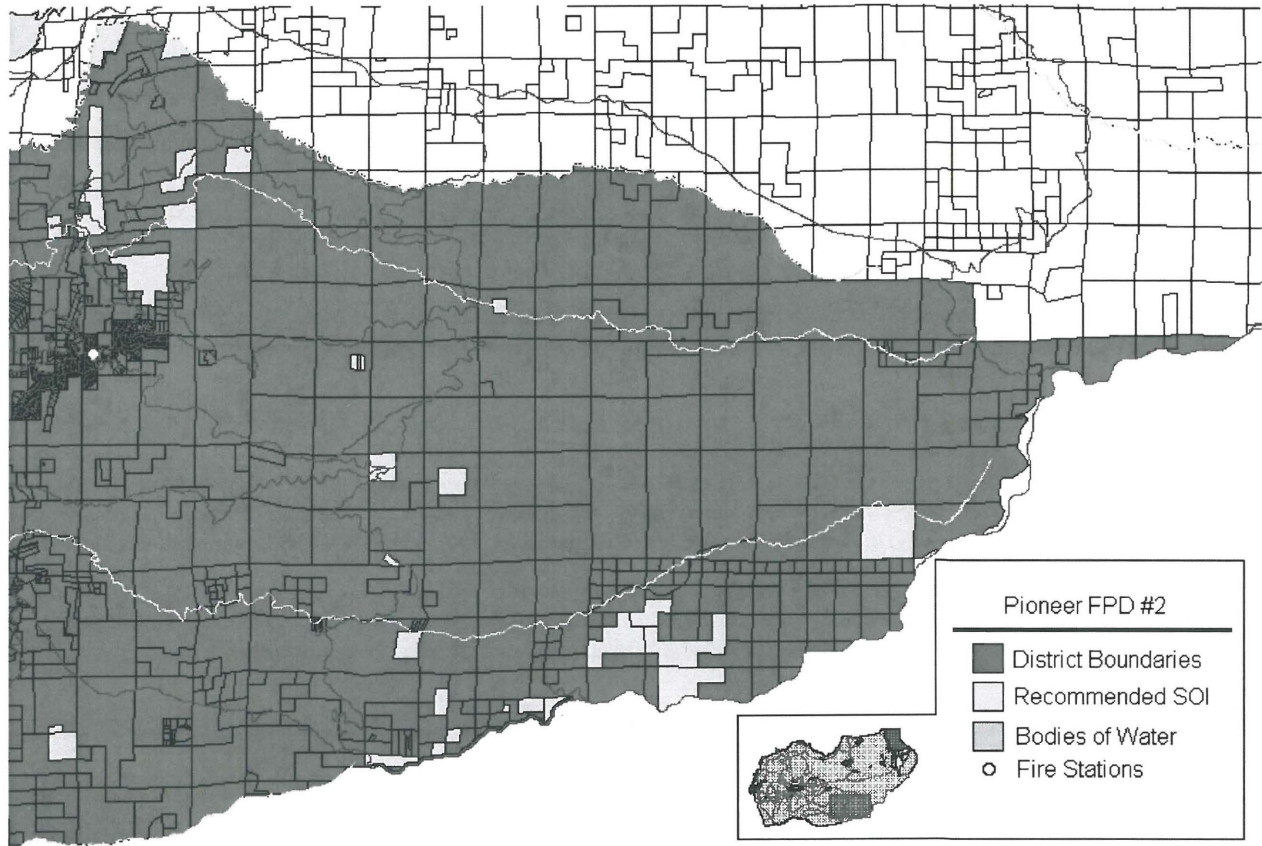 Pioneer FPD #2
District Boundaries
Recommended SOI
Bodies of Water
Fire Stations